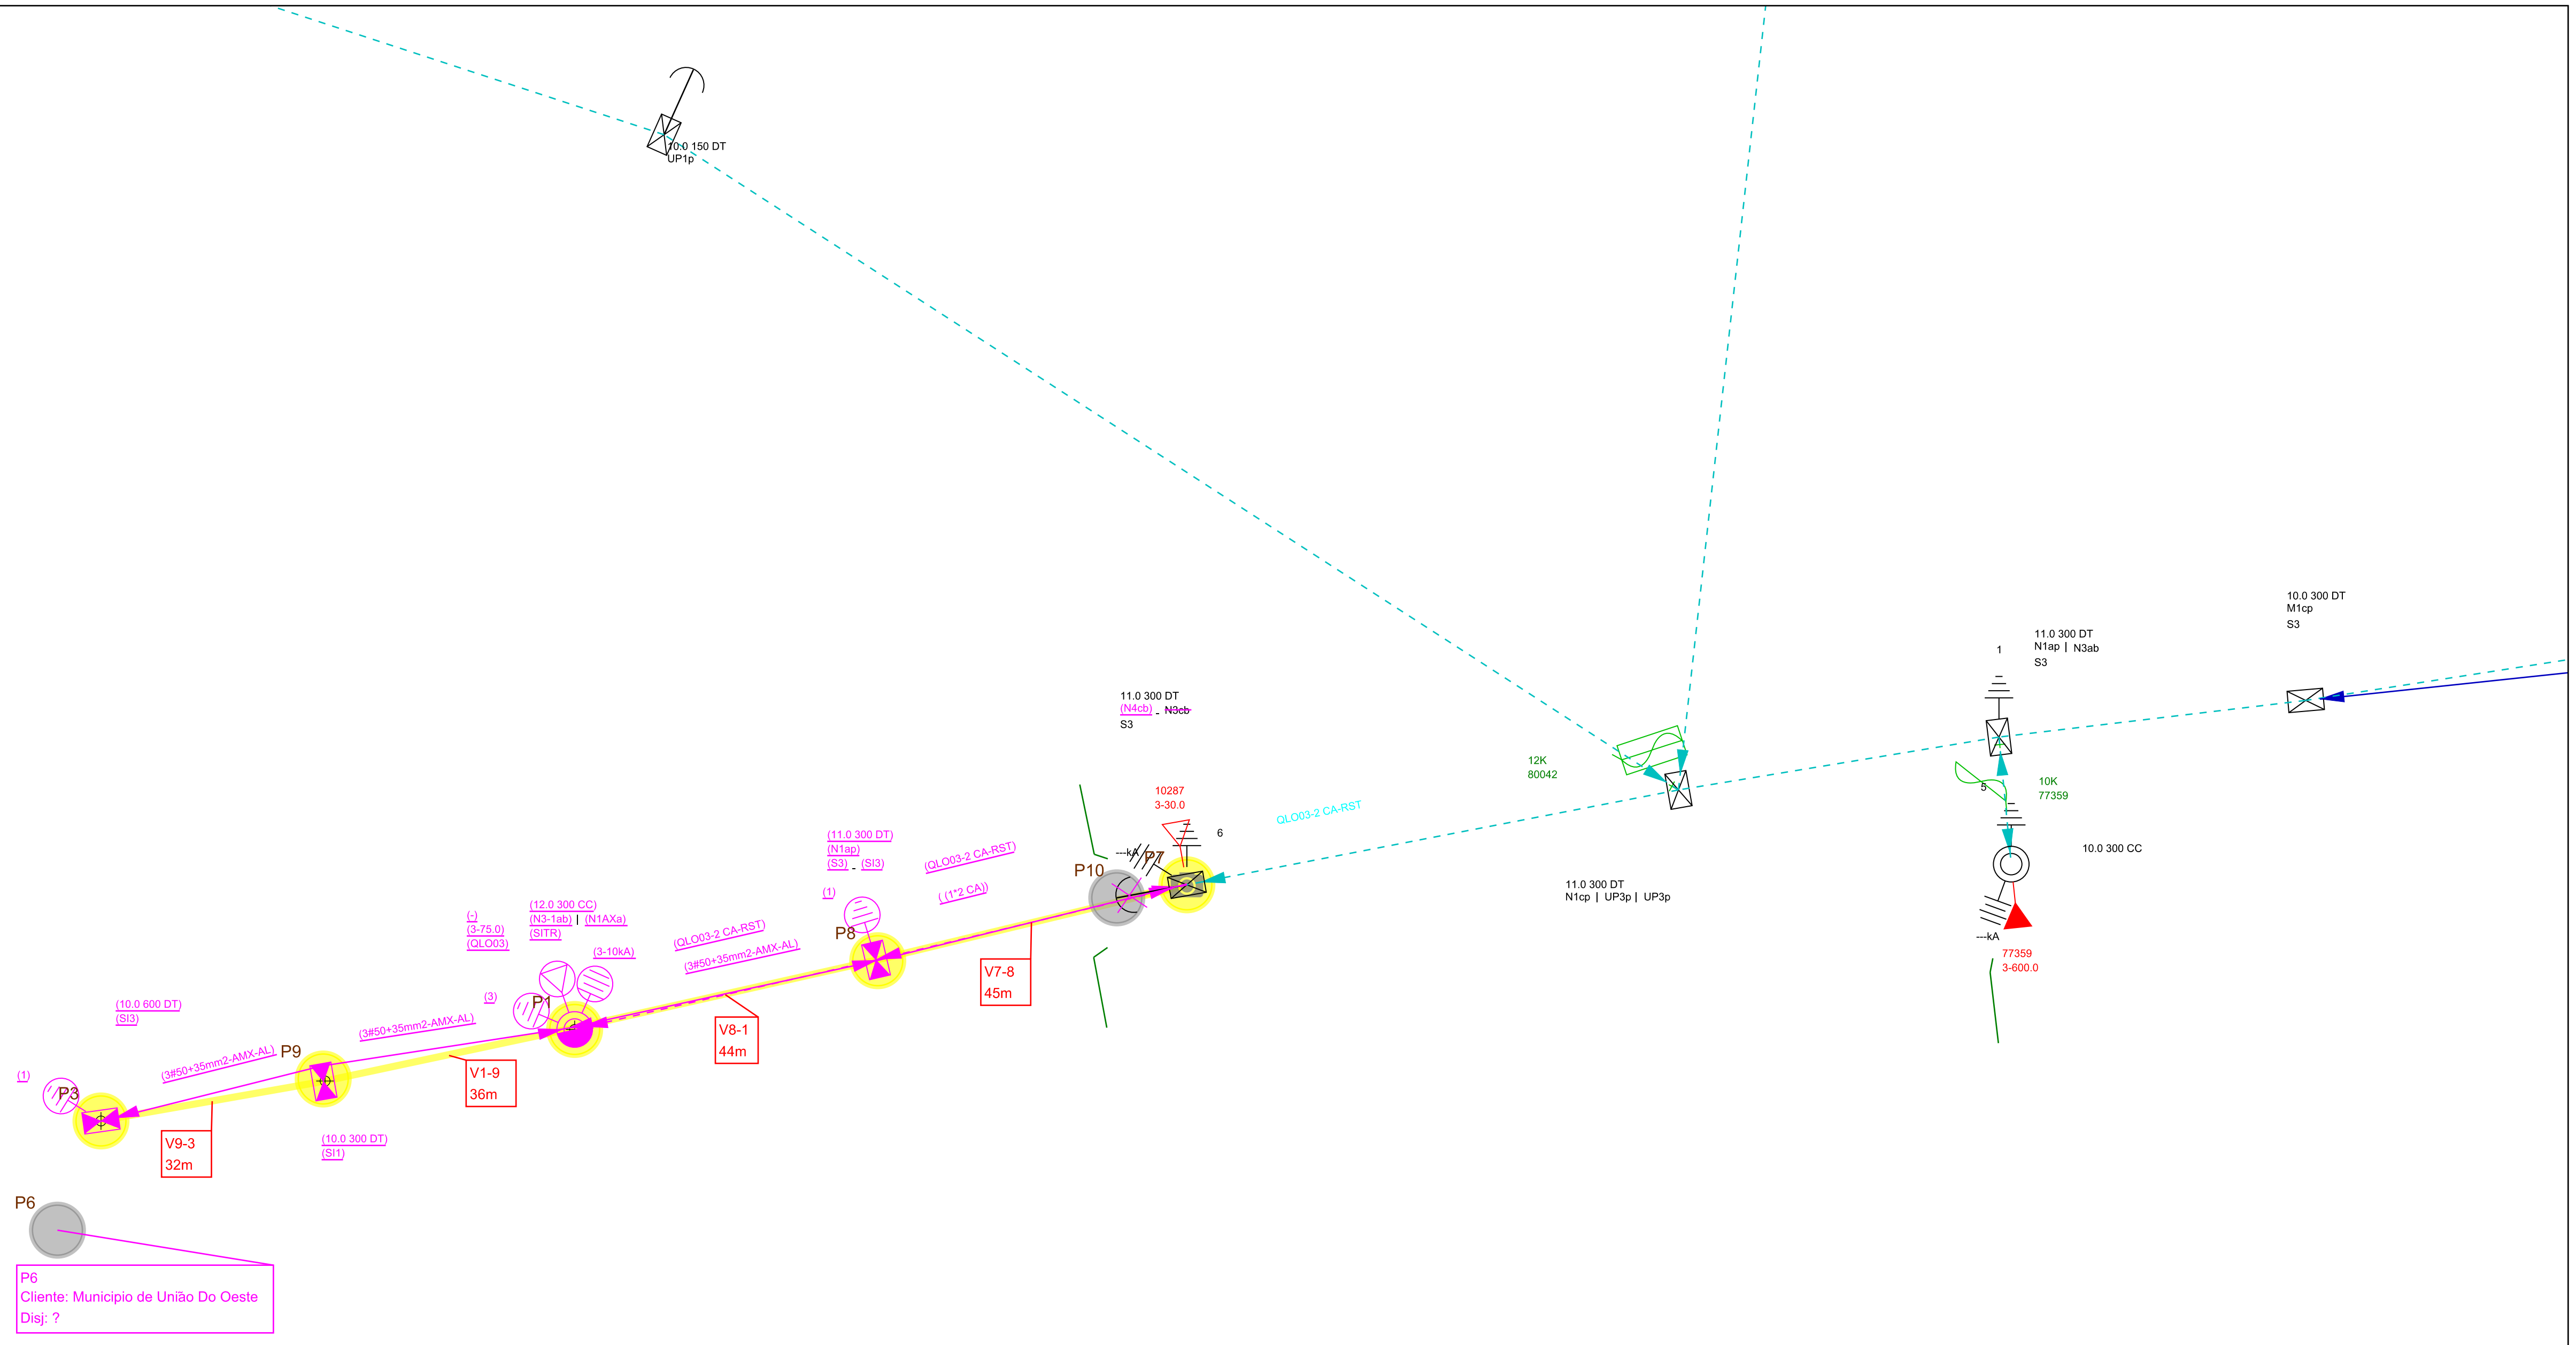 10.0 150 DT
UP1p
10.0 300 DT
M1cp
S3
11.0 300 DT
N1ap | N3ab
S3
1
11.0 300 DT
(N4cb) - N3cb
S3
12K
80042
10K
77359
5
10287
3-30.0
6
QLO03-2 CA-RST
---kA
P7
P10
10.0 300 CC
11.0 300 DT
N1cp | UP3p | UP3p
(11.0 300 DT)
(N1ap)
(S3) - (SI3)
(QLO03-2 CA-RST)
( (1*2 CA))
(1)
P8
(12.0 300 CC)
(N3-1ab) | (N1AXa)
(SITR)
(-)
(3-75.0)
(QLO03)
(3-10kA)
(QLO03-2 CA-RST)
(3#50+35mm2-AMX-AL)
---kA
77359
3-600.0
V7-8
45m
(3)
P1
(10.0 600 DT)
(SI3)
(3#50+35mm2-AMX-AL)
V8-1
44m
P9
(3#50+35mm2-AMX-AL)
(1)
P3
V1-9
36m
V9-3
32m
(10.0 300 DT)
(SI1)
P6
P6
Cliente: Municipio de União Do Oeste
Disj: ?